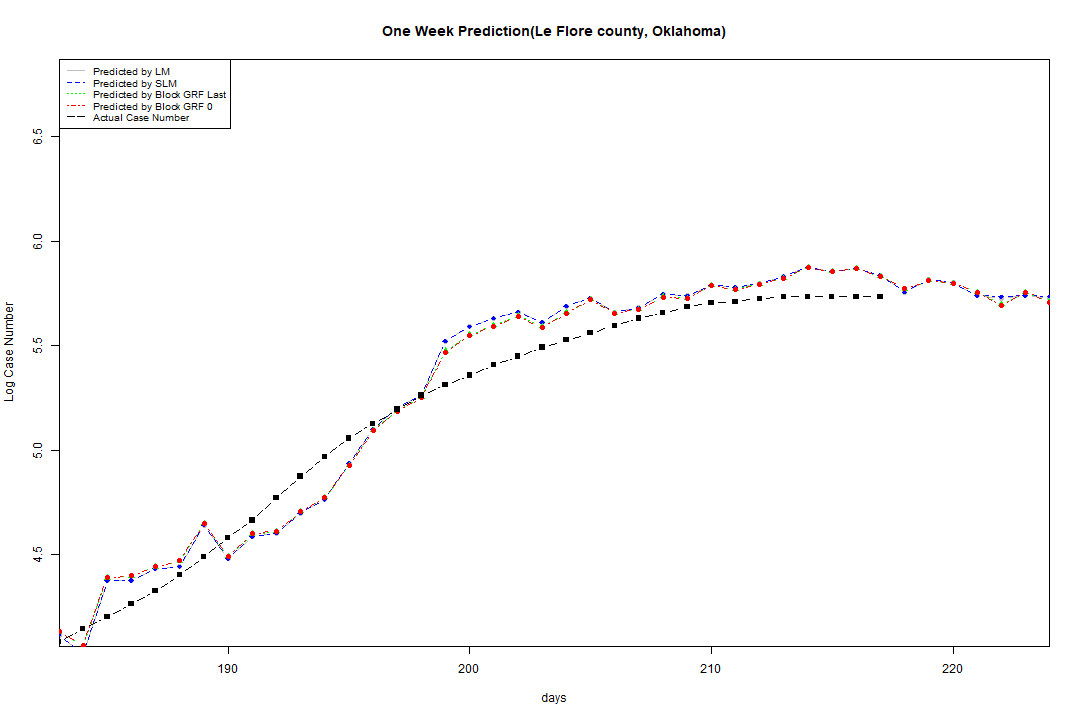 One Week Prediction(Le Flore county, Oklahoma)
Predicted by LM
Predicted by SLM
Predicted by Block GRF Last
Predicted by Block GRF 0
Actual Case Number
6.5
6.0
5.5
5.0
4.5
Log Case Number
190
200
210
220
days